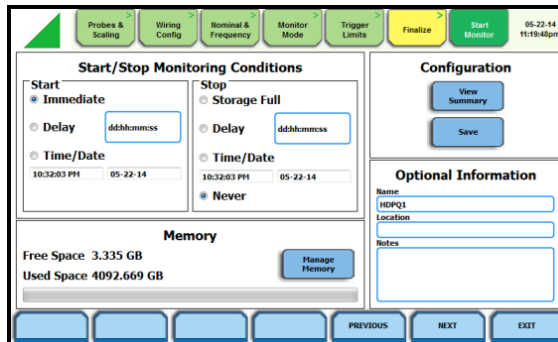 Probes & Scaling > Wiring Config > Nominal & Frequency > Monitor Mode > Trigger Limits > Finalize > Start Monitor 05-22-14 11:19:48pm
Start/Stop Monitoring Conditions
Start
Immediate
Delay dd:hh:mm:ss
Time/Date
10:32:03 PM 05-22-14
Stop
Storage Full
Delay dd:hh:mm:ss
Time/Date
10:32:03 PM 05-22-14
Never
Memory
Free Space 3.335 GB
Used Space 4092.669 GB
Manage Memory
Configuration
View Summary
Save
Optional Information
Name
HDPQ1
Location
Notes
PREVIOUS NEXT EXIT